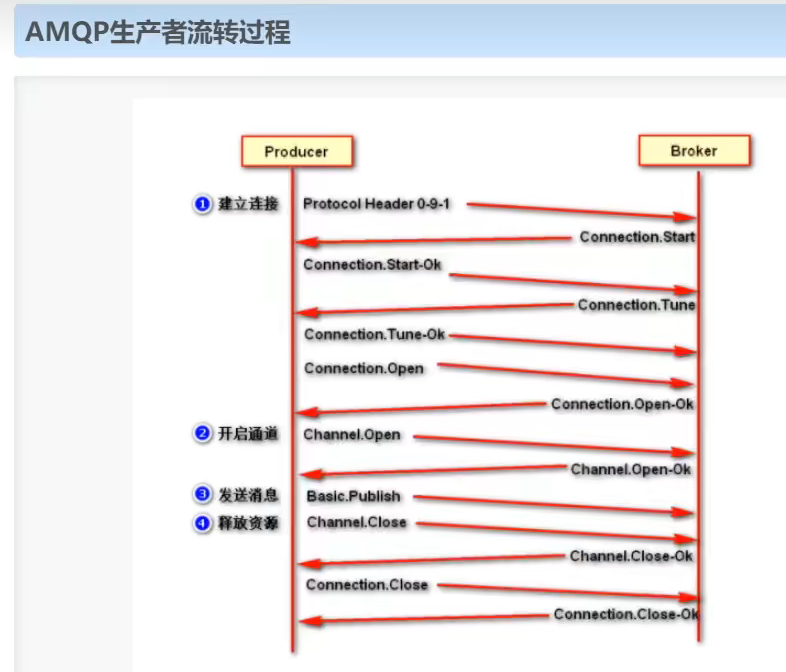 AMQP生产者流转过程
Producer
Broker
1 建立连接 Protocol Header 0-9-1
Connection.Start
Connection.Start-Ok
Connection.Tune
Connection.Tune-Ok
Connection.Open
Connection.Open-Ok
2 开启通道 Channel.Open
Channel.Open-Ok
3 发送消息 Basic.Publish
4 释放资源 Channel.Close
Channel.Close-Ok
Connection.Close
Connection.Close-Ok